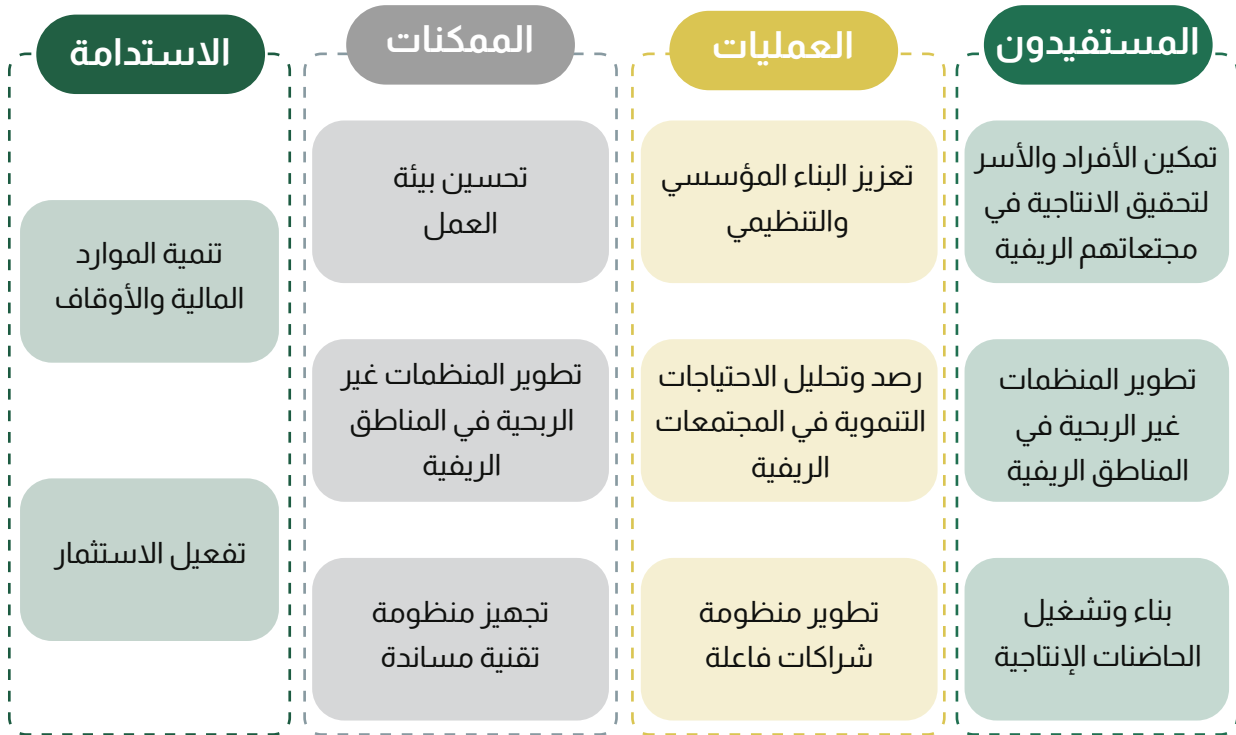 المستفيدون
تمكين الأفراد والأسر
لتحقيق الانتاجية في
مجتعاتهم الريفية
تطوير المنظمات
غير الربحية في
المناطق الريفية
بناء وتشغيل
الحاضنات الإنتاجية
العمليات
تعزيز البناء المؤسسي
والتنظيمي
رصد وتحليل الاحتياجات
التنموية في المجتمعات
الريفية
تطوير منظومة
شراكات فاعلة
الممكنات
تحسين بيئة
العمل
تطوير المنظمات غير
الربحية في المناطق
الريفية
تجهيز منظومة
تقنية مساندة
الاستدامة
تنمية الموارد
المالية والأوقاف
تفعيل الاستثمار